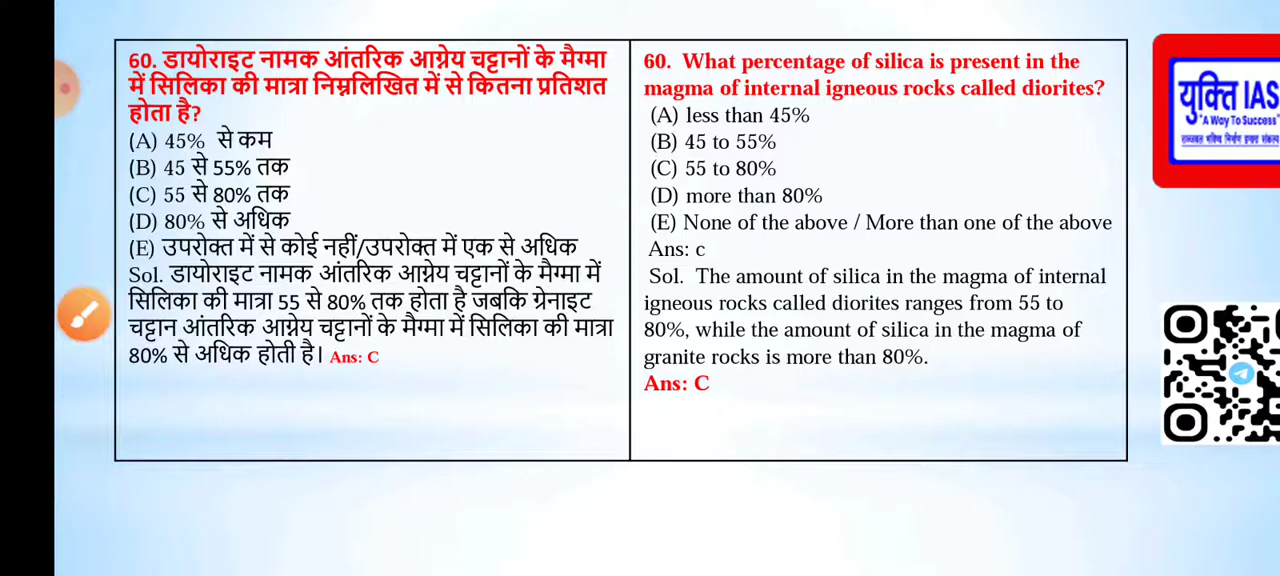 60. डायोराइट नामक आंतरिक आग्नेय चट्टानों के मैग्मा
में सिलिका की मात्रा निम्नलिखित में से कितना प्रतिशत
होता है?
(A) 45% से कम
(B) 45 से 55% तक
(C) 55 से 80% तक
(D) 80% से अधिक
(E) उपरोक्त में से कोई नहीं/उपरोक्त में एक से अधिक
Sol. डायोराइट नामक आंतरिक आग्नेय चट्टानों के मैग्मा में
सिलिका की मात्रा 55 से 80% तक होता है जबकि ग्रेनाइट
चट्टान आंतरिक आग्नेय चट्टानों के मैग्मा में सिलिका की मात्रा
80% से अधिक होती है। Ans: C
60. What percentage of silica is present in the
magma of internal igneous rocks called diorites?
(A) less than 45%
(B) 45 to 55%
(C) 55 to 80%
(D) more than 80%
(E) None of the above / More than one of the above
Ans: c
Sol. The amount of silica in the magma of internal
igneous rocks called diorites ranges from 55 to
80%, while the amount of silica in the magma of
granite rocks is more than 80%.
Ans: C
युक्ति IAS
"A Way To Success"